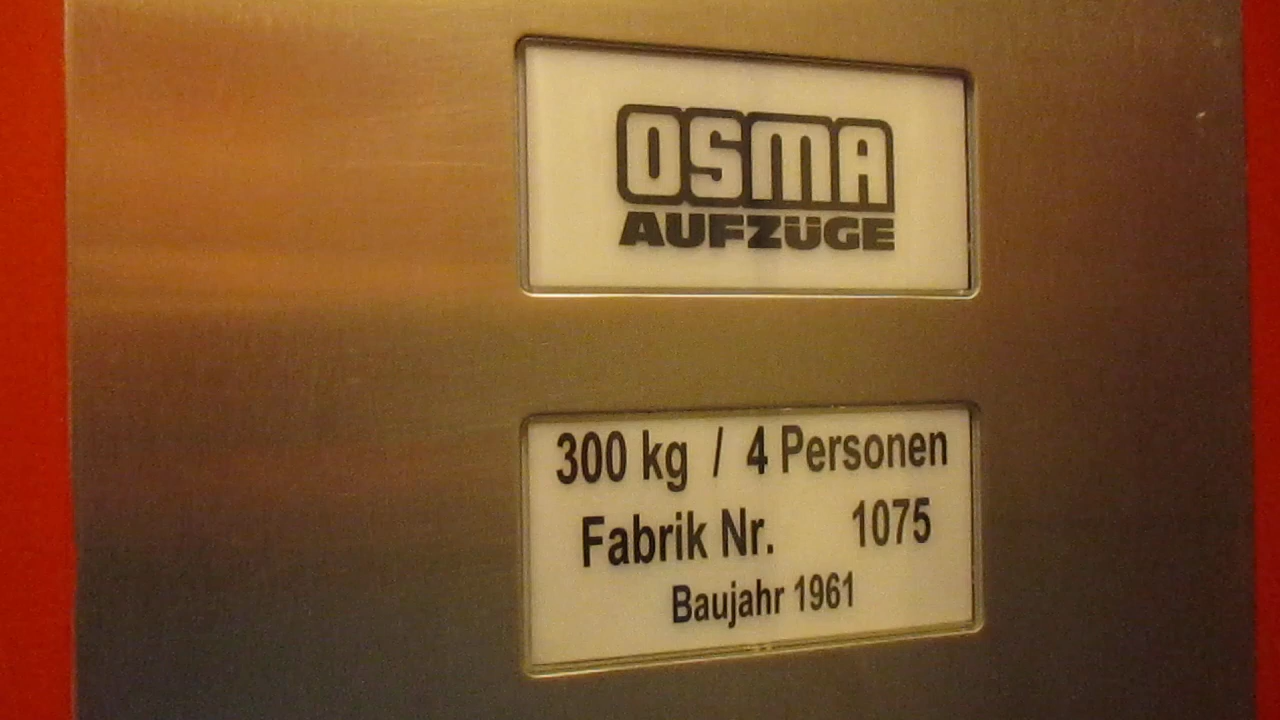 OSMA
AUFZÜGE
300 kg / 4 Personen
Fabrik Nr. 1075
Baujahr 1961